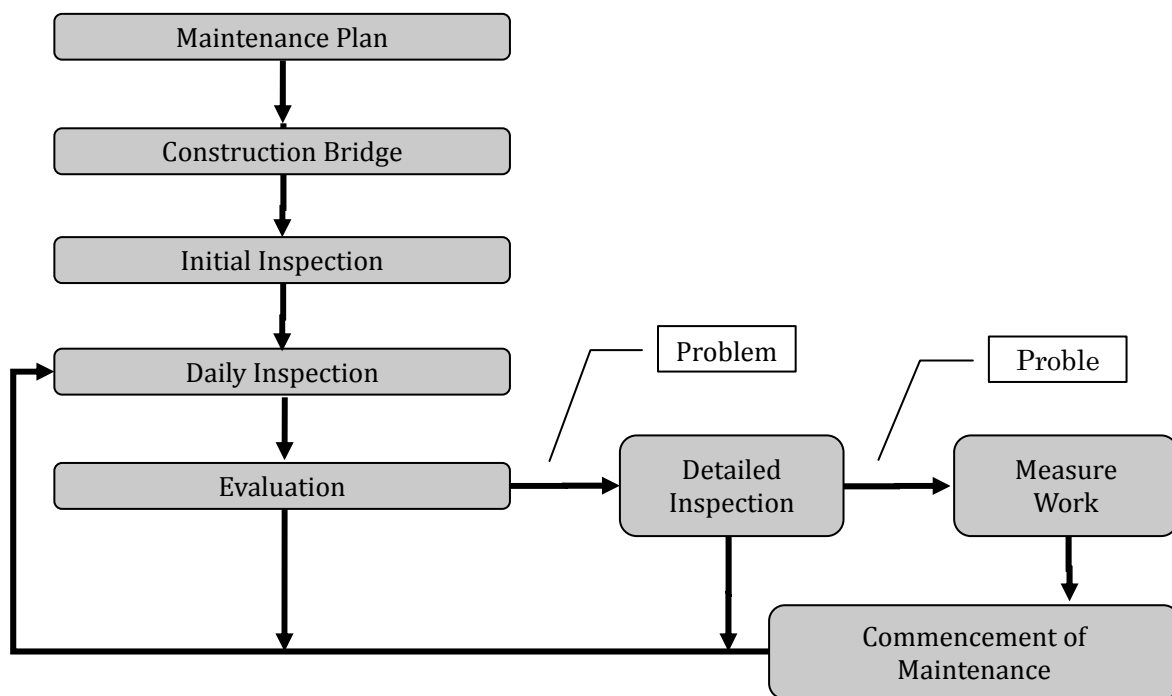 Maintenance Plan
Construction Bridge
Initial Inspection
Daily Inspection
Problem
Proble
Evaluation
Detailed
Inspection
Measure
Work
Commencement of
Maintenance